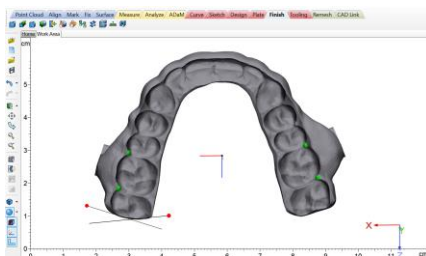 Point Cloud Align Mark Fix Surface Measure Analyze ADaM Curve Sketch Design Plate Finish Tooling Remesh CAD Link
Home Work Area
cm
5
4
3
2
1
0
0 1 2 3 4 5 6 7 8 9 10 11
X Y
Z